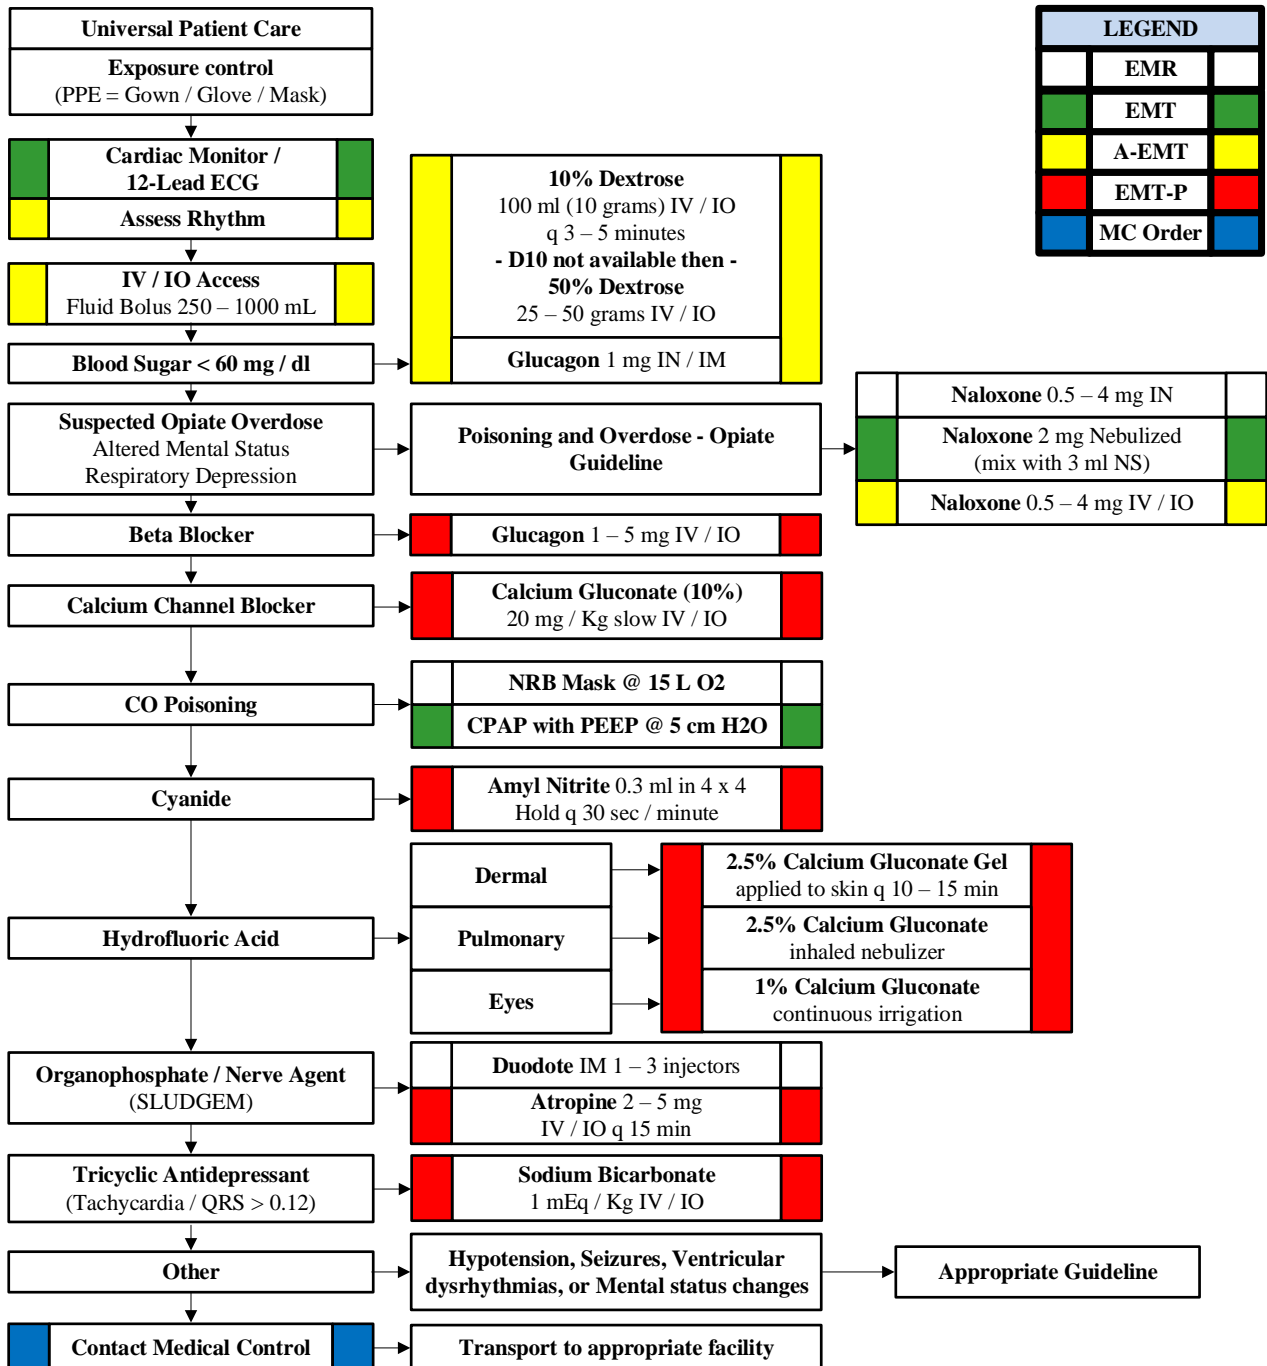 Universal Patient Care
Exposure control
(PPE = Gown / Glove / Mask)
LEGEND
EMR
EMT
A-EMT
EMT-P
MC Order
Cardiac Monitor /
12-Lead ECG
Assess Rhythm
IV / IO Access
Fluid Bolus 250 – 1000 mL
Blood Sugar < 60 mg / dl
10% Dextrose
100 ml (10 grams) IV / IO
q 3 – 5 minutes
- D10 not available then -
50% Dextrose
25 – 50 grams IV / IO
Glucagon 1 mg IN / IM
Suspected Opiate Overdose
Altered Mental Status
Respiratory Depression
Poisoning and Overdose - Opiate
Guideline
Naloxone 0.5 – 4 mg IN
Naloxone 2 mg Nebulized
(mix with 3 ml NS)
Naloxone 0.5 – 4 mg IV / IO
Beta Blocker
Glucagon 1 – 5 mg IV / IO
Calcium Channel Blocker
Calcium Gluconate (10%)
20 mg / Kg slow IV / IO
CO Poisoning
NRB Mask @ 15 L O2
CPAP with PEEP @ 5 cm H2O
Cyanide
Amyl Nitrite 0.3 ml in 4 x 4
Hold q 30 sec / minute
Hydrofluoric Acid
Dermal
2.5% Calcium Gluconate Gel
applied to skin q 10 – 15 min
Pulmonary
2.5% Calcium Gluconate
inhaled nebulizer
Eyes
1% Calcium Gluconate
continuous irrigation
Organophosphate / Nerve Agent
(SLUDGEM)
Duodote IM 1 – 3 injectors
Atropine 2 – 5 mg
IV / IO q 15 min
Tricyclic Antidepressant
(Tachycardia / QRS > 0.12)
Sodium Bicarbonate
1 mEq / Kg IV / IO
Other
Hypotension, Seizures, Ventricular
dysrhythmias, or Mental status changes
Appropriate Guideline
Contact Medical Control
Transport to appropriate facility